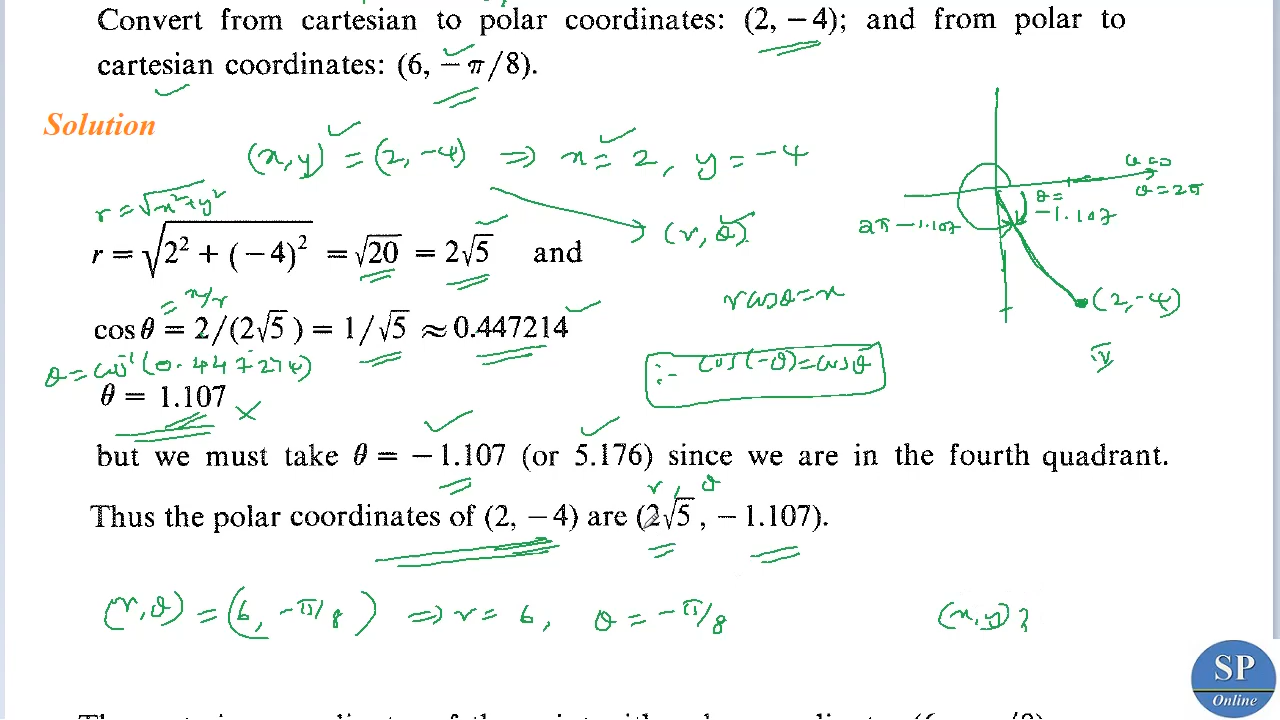 Convert from cartesian to polar coordinates: (2, −4); and from polar to
cartesian coordinates: (6, −π/8).
Solution
(x, y) = (2, −4) ⇒ x = 2, y = −4
r = √x²+y²
r = √2² + (−4)² = √20 = 2√5 and
(r, θ)
θ=0
θ=2π
θ=
−1.107
2π−1.107
(2, −4)
IV
= x/r
r cosθ = x
cos θ = 2/(2√5) = 1/√5 ≈ 0.447214
θ = cos⁻¹(0.447214)
∴ cos(−θ) = cosθ
θ = 1.107 ×
but we must take θ = −1.107 (or 5.176) since we are in the fourth quadrant.
r, θ
Thus the polar coordinates of (2, −4) are (2√5, −1.107).
(r, θ) = (6, −π/8) ⇒ r = 6, θ = −π/8 (x, y)?
SP
Online